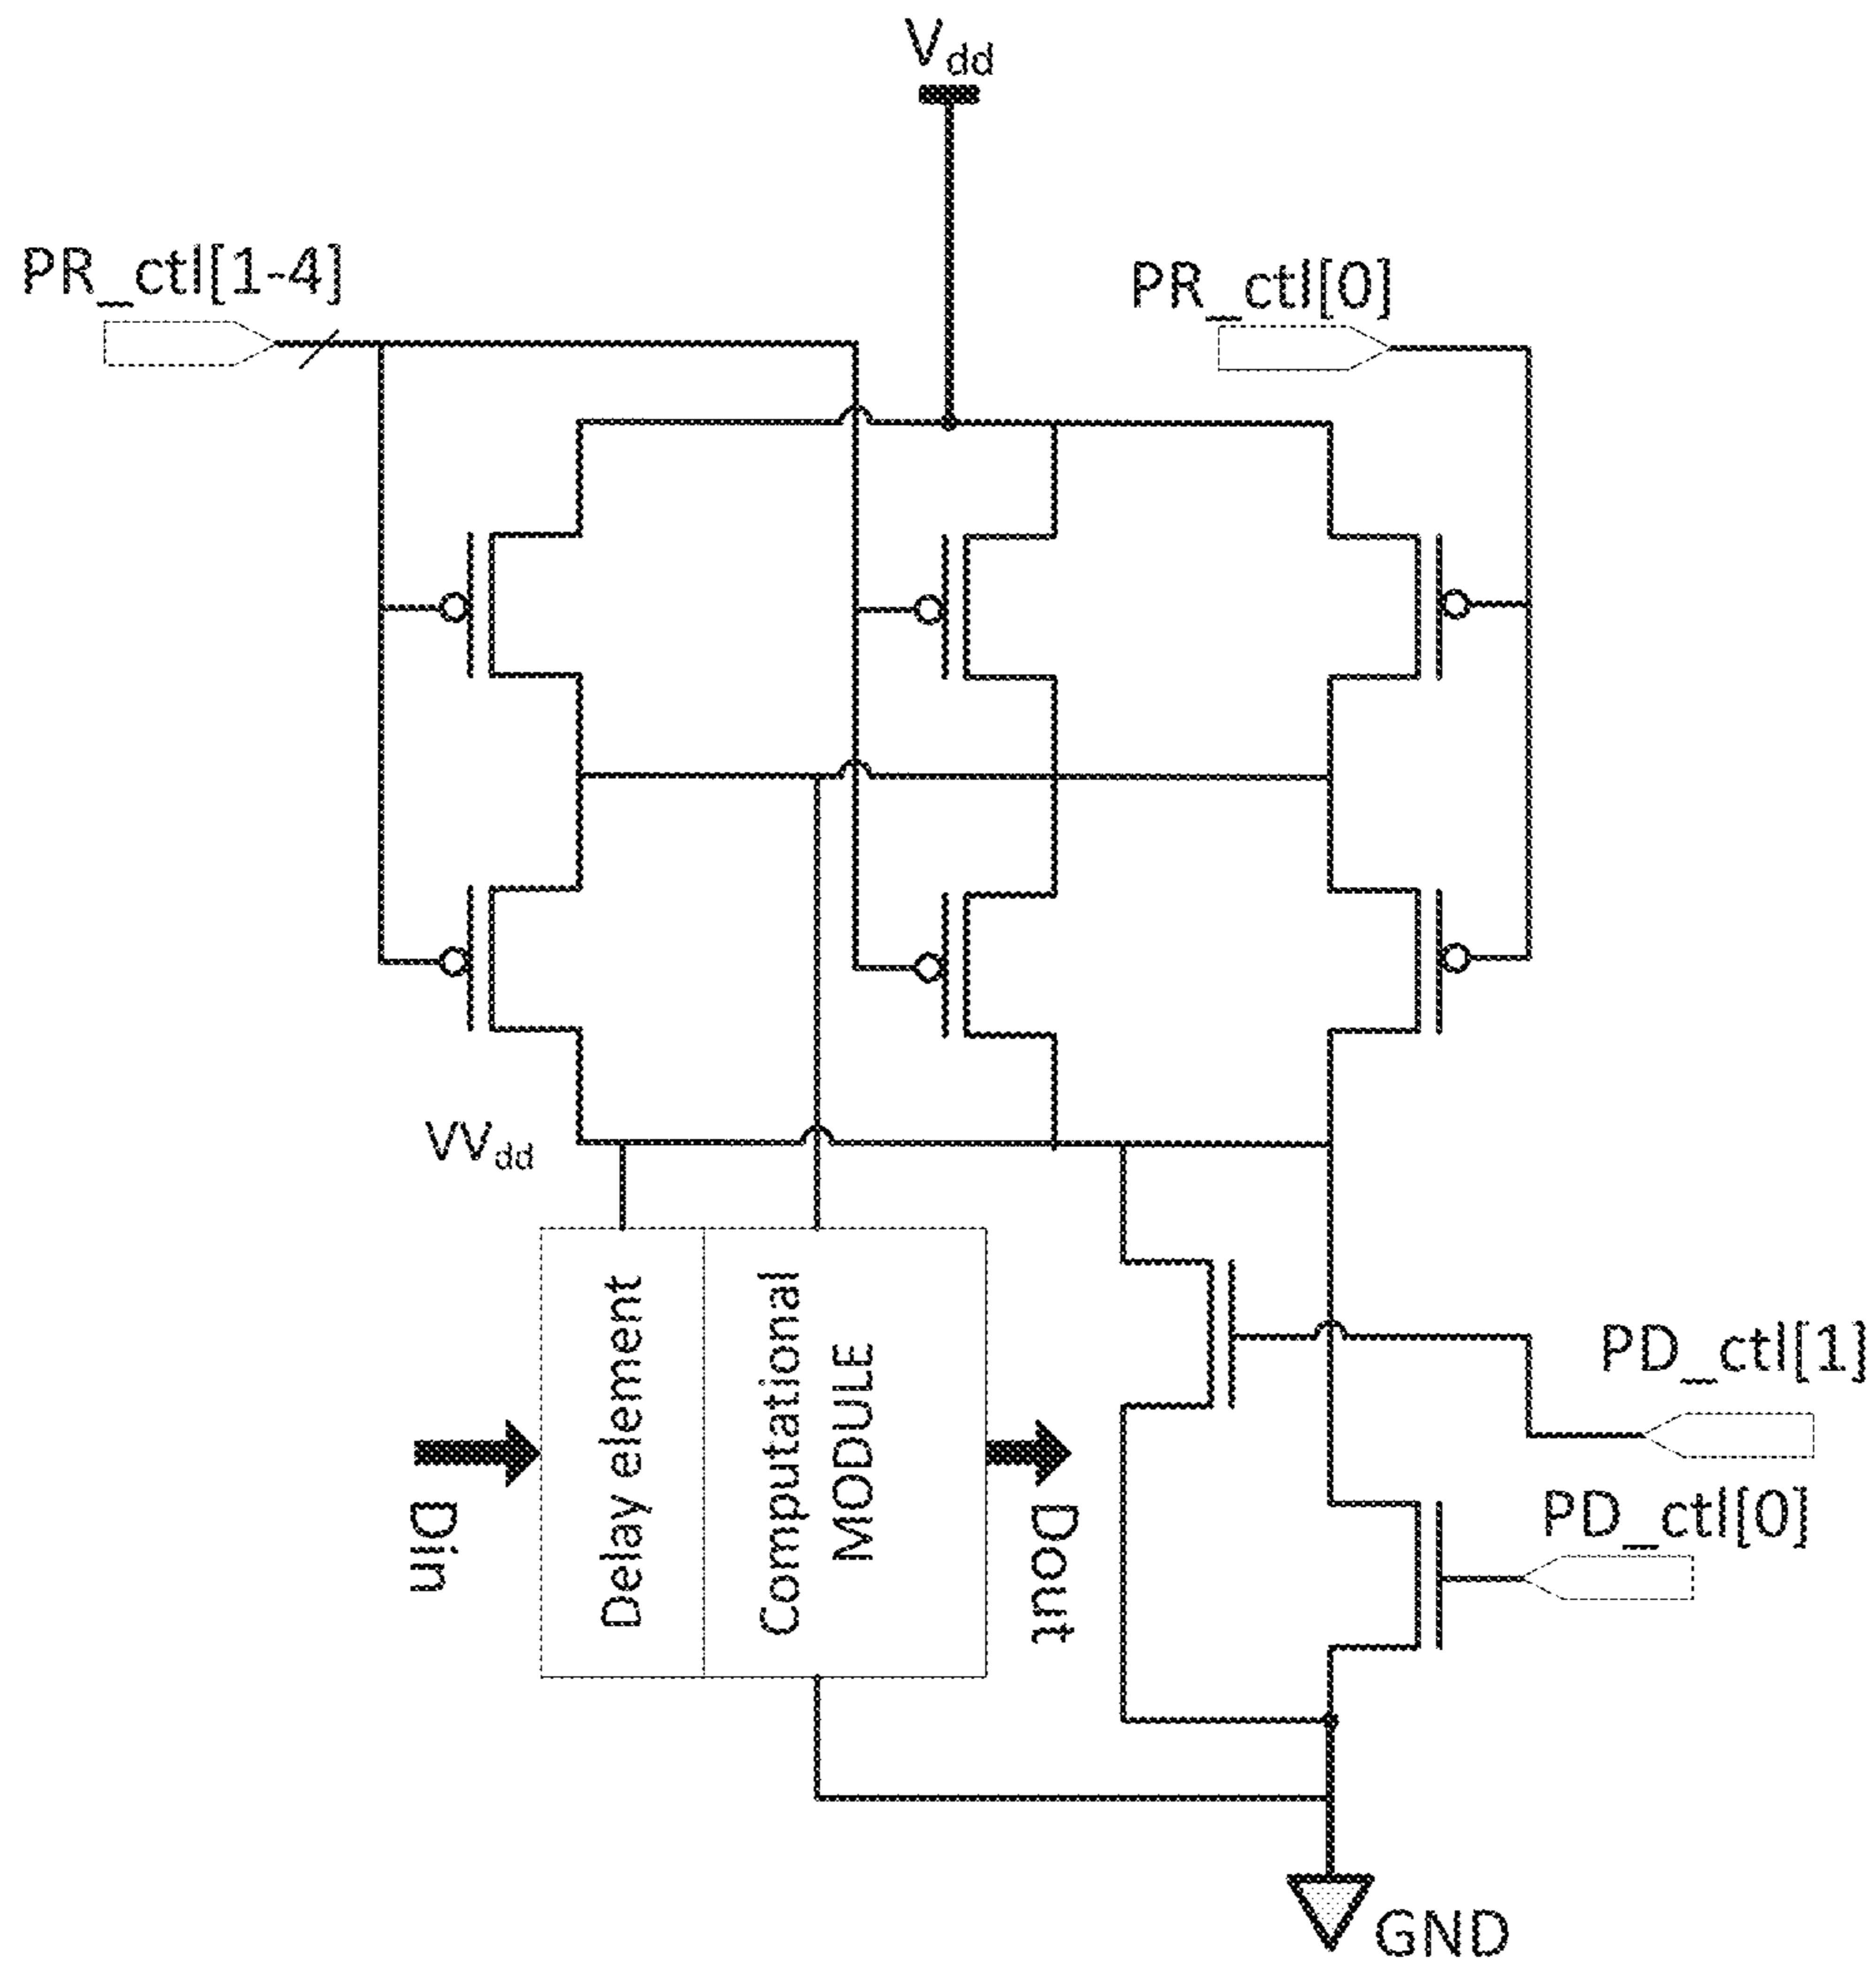 Vdd
PR_ctl[1-4]
PR_ctl[0]
VVdd
Delay element
Computational
MODULE
Din
Dout
PD_ctl[1]
PD_ctl[0]
GND